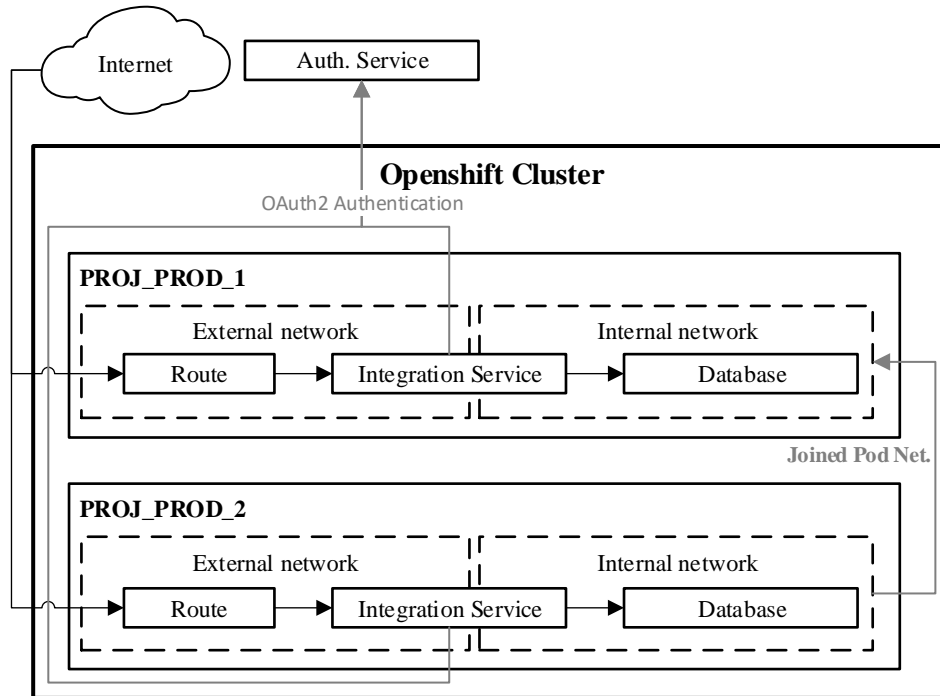 Internet
Auth. Service
Openshift Cluster
OAuth2 Authentication
PROJ_PROD_1
External network
Internal network
Route
Integration Service
Database
Joined Pod Net.
PROJ_PROD_2
External network
Internal network
Route
Integration Service
Database